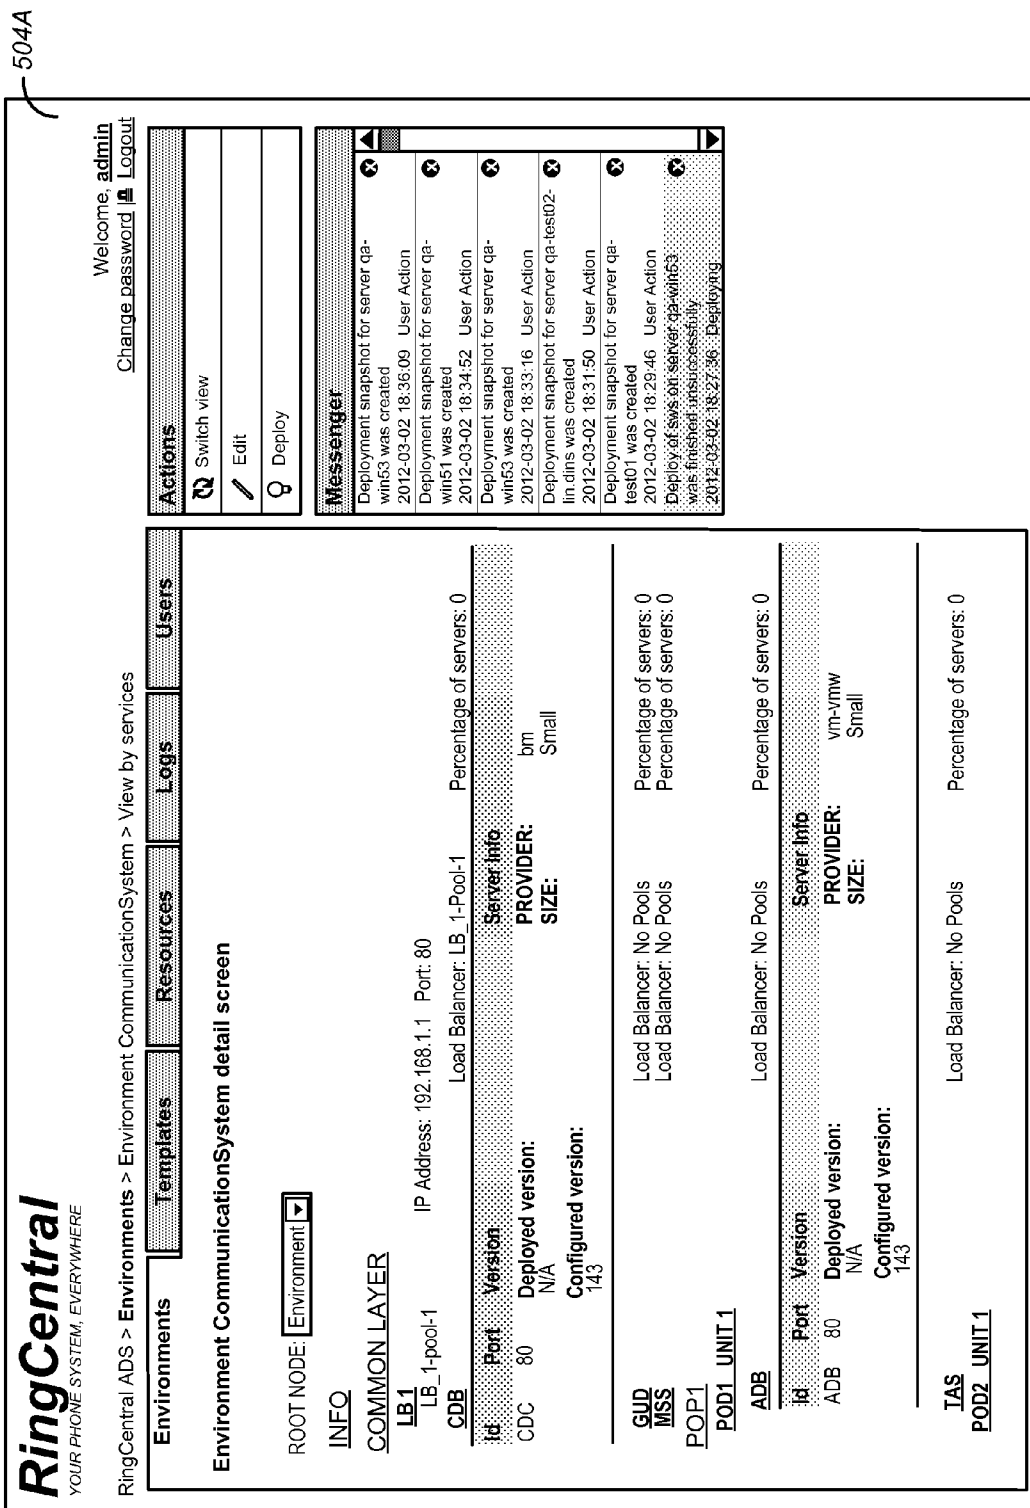 504A
RingCentral
YOUR PHONE SYSTEM, EVERYWHERE
Welcome, admin
Change password | Logout
RingCentral ADS > Environments > Environment CommunicationSystem > View by services
Environments Templates Resources Logs Users
Environment CommunicationSystem detail screen
ROOT NODE: Environment
INFO
COMMON LAYER
LB1
LB_1-pool-1 IP Address: 192.168.1.1 Port: 80
CDB Load Balancer: LB_1-Pool-1 Percentage of servers: 0
Id Port Version Server Info
CDC 80 Deployed version: PROVIDER: bm
N/A SIZE: Small
Configured version:
143
GUD Load Balancer: No Pools Percentage of servers: 0
MSS Load Balancer: No Pools Percentage of servers: 0
POP1
POD1 UNIT 1
ADB Load Balancer: No Pools Percentage of servers: 0
Id Port Version Server Info
ADB 80 Deployed version: PROVIDER: vm-vmw
N/A SIZE: Small
Configured version:
143
TAS Load Balancer: No Pools Percentage of servers: 0
POD2 UNIT 1
Actions
Switch view
Edit
Deploy
Messenger
Deployment snapshot for server qa-
win53 was created
2012-03-02 18:36:09 User Action
Deployment snapshot for server qa-
win51 was created
2012-03-02 18:34:52 User Action
Deployment snapshot for server qa-
win53 was created
2012-03-02 18:33:16 User Action
Deployment snapshot for server qa-test02-
lin.dins was created
2012-03-02 18:31:50 User Action
Deployment snapshot for server qa-
test01 was created
2012-03-02 18:29:46 User Action
Deploy of sws on server qa-win53
was finished unsuccessfully
2012-03-02 18:27:36 Deploying